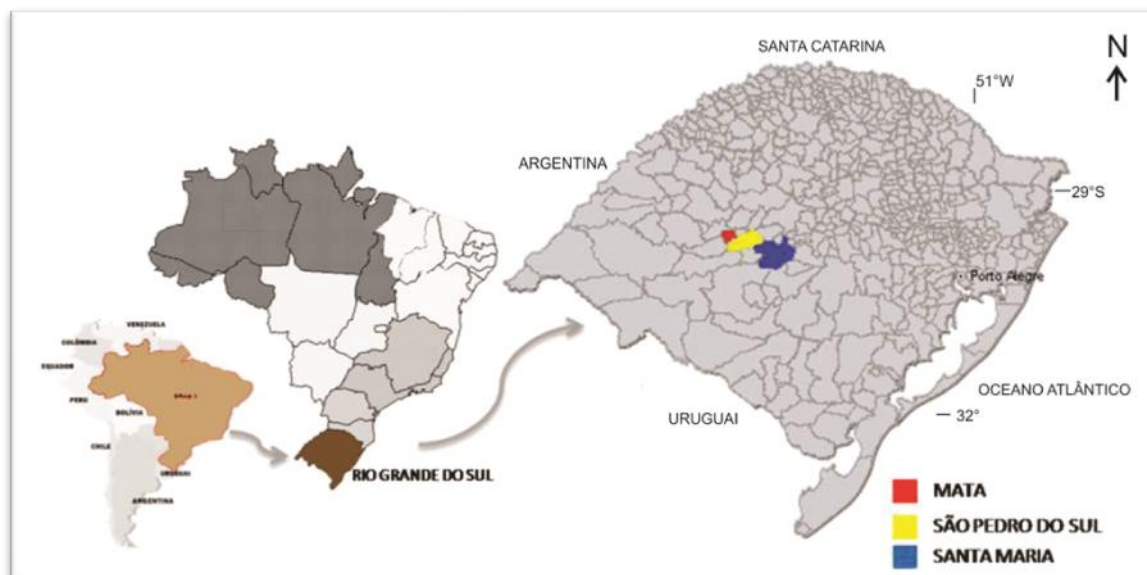 SANTA CATARINA
N
51°W
ARGENTINA
29°S
Porto Alegre
VENEZUELA
COLÔMBIA
EQUADOR
PERU
BOLÍVIA
CHILE
URUGUAI
ARGENTINA
RIO GRANDE DO SUL
OCEANO ATLÂNTICO
URUGUAI
32°
MATA
SÃO PEDRO DO SUL
SANTA MARIA